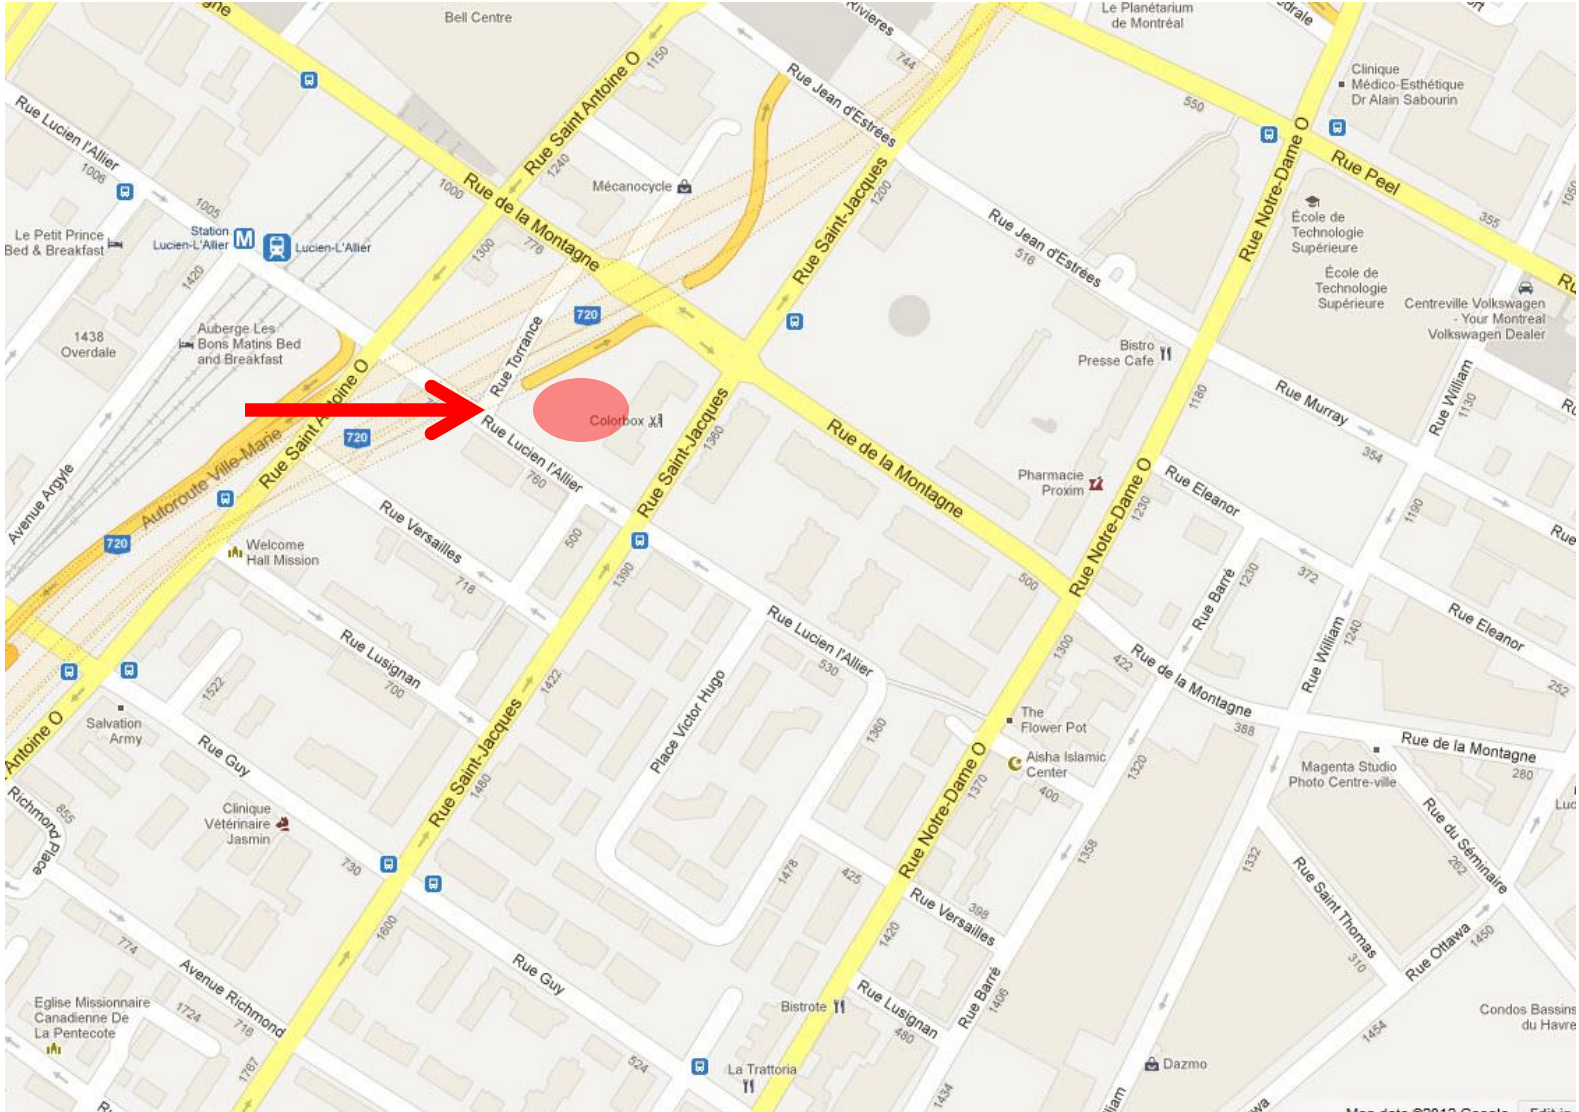 Bell Centre
Rivieres
Le Planétarium
de Montréal
1150
744
Rue Jean d'Estrées
Rue Saint Antoine O
550
Clinique
Médico-Esthétique
Dr Alain Sabourin
Rue Lucien l'Allier
1006
1240
Mécanocycle
Rue Peel
1000
Rue de la Montagne
1200
Rue Saint-Jacques
Rue Notre-Dame O
355
1050
1005
Station
Lucien-L'Allier
M
Lucien-L'Allier
Le Petit Prince
Bed & Breakfast
1420
1300
776
516
Rue Jean d'Estrées
École de
Technologie
Supérieure
École de
Technologie
Supérieure
Centreville Volkswagen
- Your Montreal
Volkswagen Dealer
1438
Overdale
Auberge Les
Bons Matins Bed
and Breakfast
720
Rue Torrance
Bistro
Presse Cafe
Rue Murray
Rue William
1130
1180
Colorbox
Rue Saint Antoine O
720
Rue Lucien l'Allier
760
1360
Rue Saint-Jacques
Rue de la Montagne
354
Avenue Argyle
Autoroute Ville-Marie
720
Pharmacie
Proxim
1230
Rue Eleanor
1190
Rue Versailles
718
500
1390
Welcome
Hall Mission
Rue Notre-Dame O
500
372
Rue Barré
1230
Rue Lusignan
700
Rue Lucien l'Allier
530
1300
422
Rue de la Montagne
1240
Rue William
Rue Eleanor
252
1522
1422
Salvation
Army
Place Victor Hugo
1360
The
Flower Pot
388
Rue de la Montagne
280
Antoine O
Rue Guy
Rue Saint-Jacques
1480
Aisha Islamic
Center
400
1320
Magenta Studio
Photo Centre-ville
Richmond Place
855
Clinique
Vétérinaire
Jasmin
1370
Rue Notre-Dame O
Rue du Séminaire
262
730
1478
425
1358
1332
Rue Saint Thomas
310
398
Rue Versailles
1600
1420
Rue Ottawa
1450
774
Avenue Richmond
716
Rue Guy
Eglise Missionnaire
Canadienne De
La Pentecote
1724
Bistrote
Rue Lusignan
480
Rue Barré
1406
Condos Bassins
du Havre
1454
1767
524
La Trattoria
1434
Dazmo